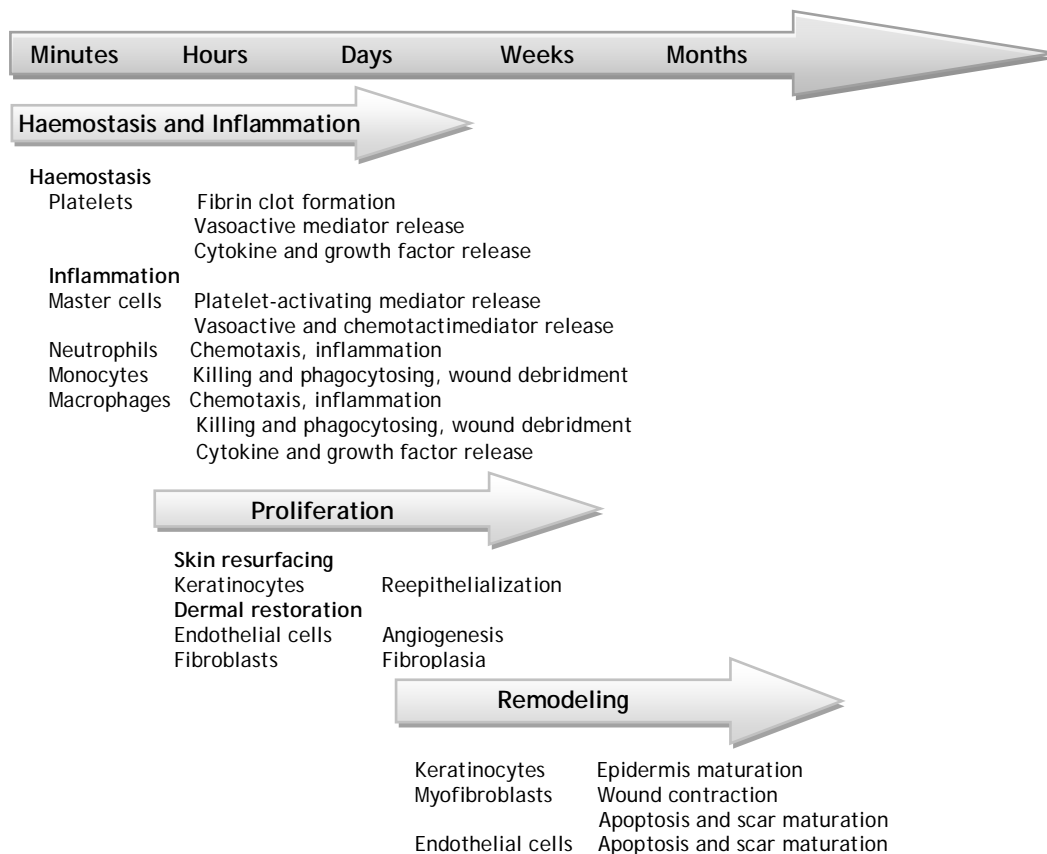 Minutes Hours Days Weeks Months
Haemostasis and Inflammation
Haemostasis
Platelets Fibrin clot formation
Vasoactive mediator release
Cytokine and growth factor release
Inflammation
Master cells Platelet-activating mediator release
Vasoactive and chemotactimediator release
Neutrophils Chemotaxis, inflammation
Monocytes Killing and phagocytosing, wound debridment
Macrophages Chemotaxis, inflammation
Killing and phagocytosing, wound debridment
Cytokine and growth factor release
Proliferation
Skin resurfacing
Keratinocytes Reepithelialization
Dermal restoration
Endothelial cells Angiogenesis
Fibroblasts Fibroplasia
Remodeling
Keratinocytes Epidermis maturation
Myofibroblasts Wound contraction
Apoptosis and scar maturation
Endothelial cells Apoptosis and scar maturation